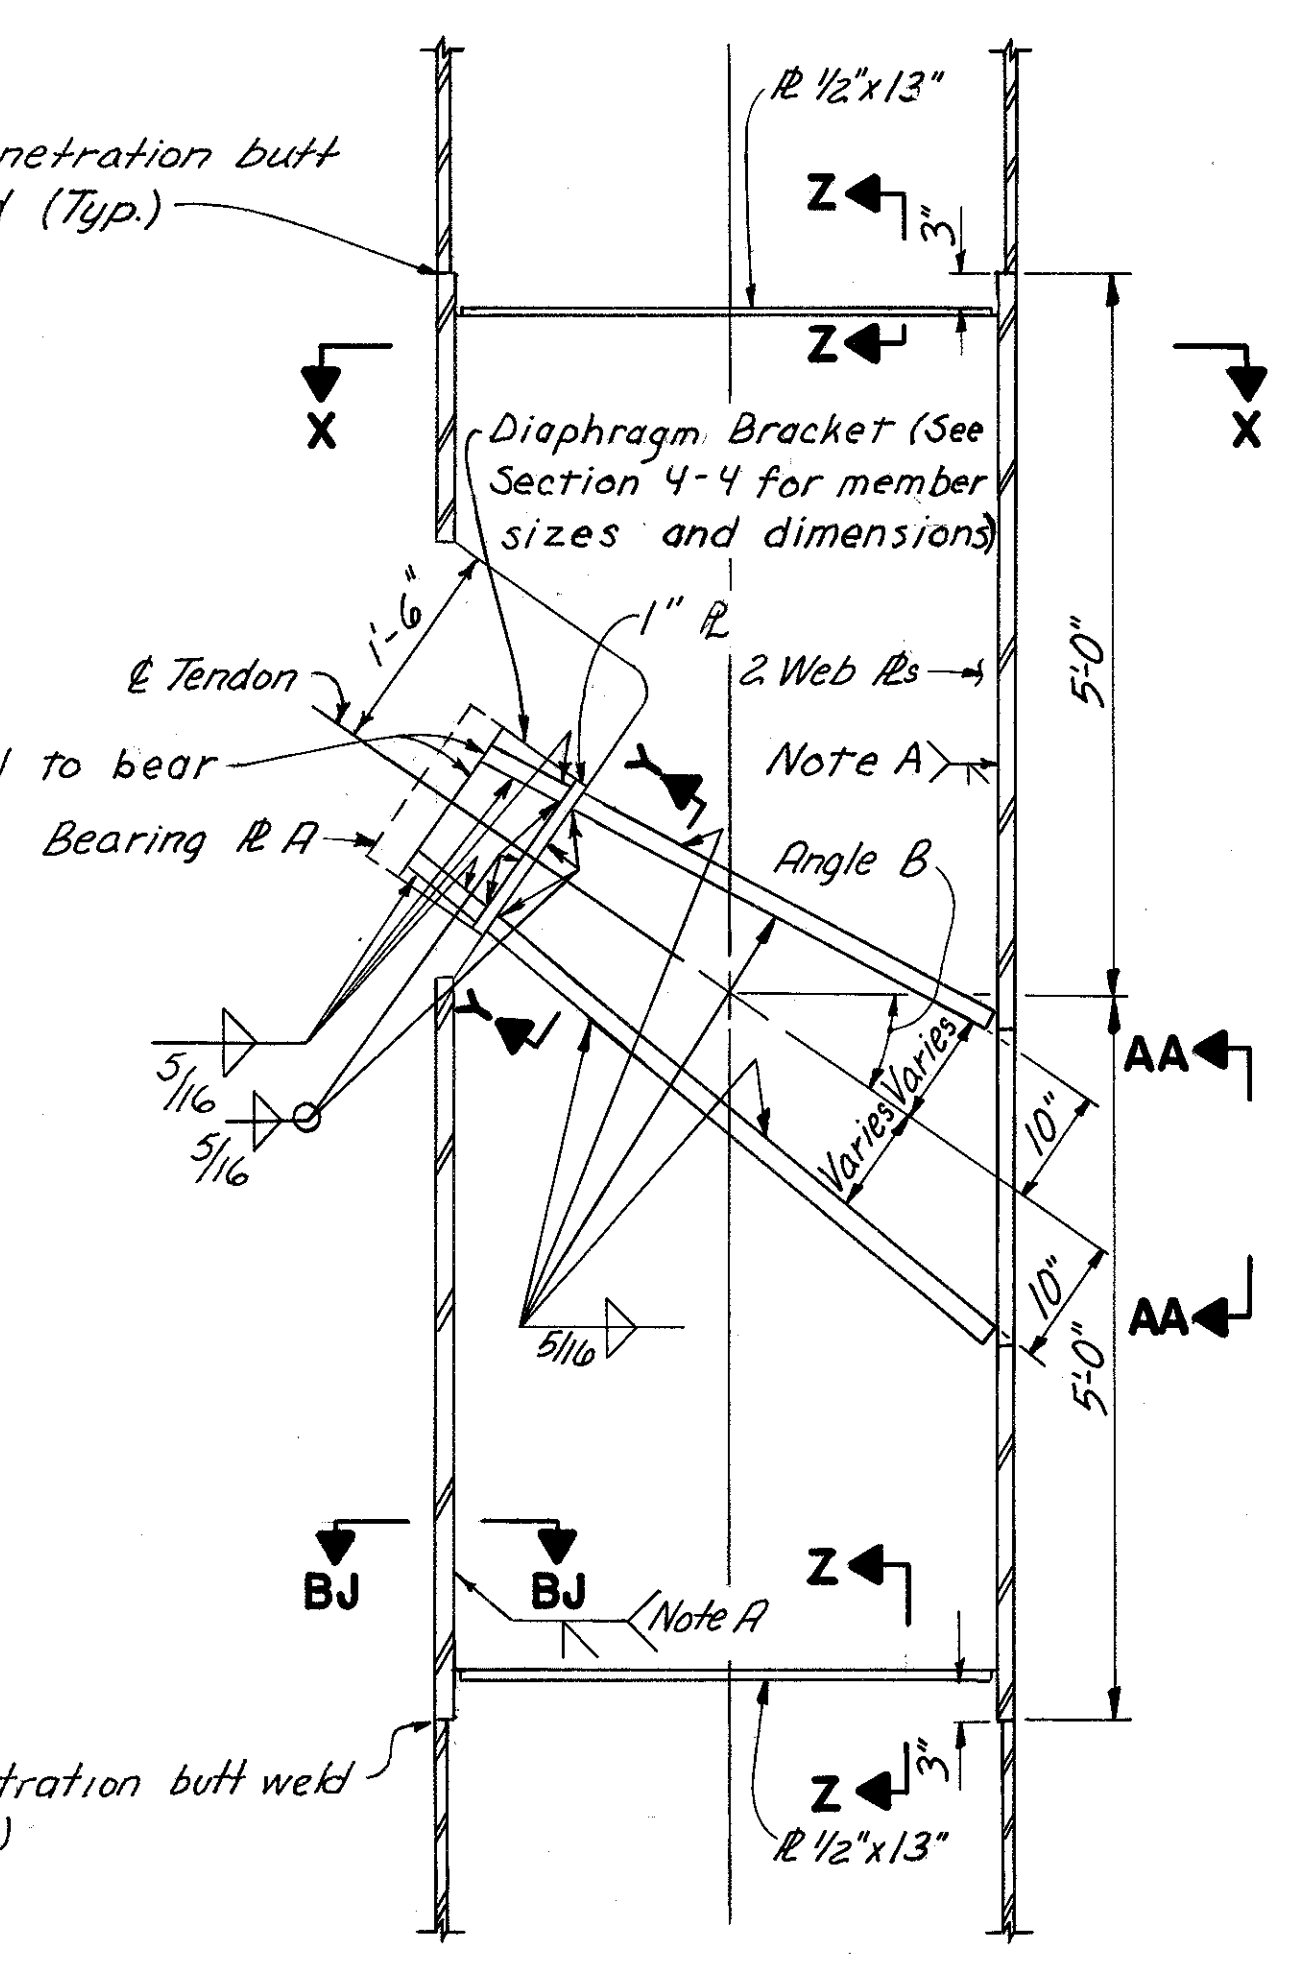 ℄ 1/2"x13"
netration butt
(Typ.)
Z
3"
Z
X
X
Diaphragm Bracket (See
Section 4-4 for member
sizes and dimensions)
1'-6"
1" ℄
℄ Tendon
2 Web ℄s
5'-0"
to bear
Y
Note A
Bearing ℄ A
Angle B
Y
Varies
Varies
AA
5/16
5/16
10"
10"
AA
5/16
5'-0"
BJ
BJ
Z
Note A
tration butt weld
)
Z
3"
℄ 1/2"x13"